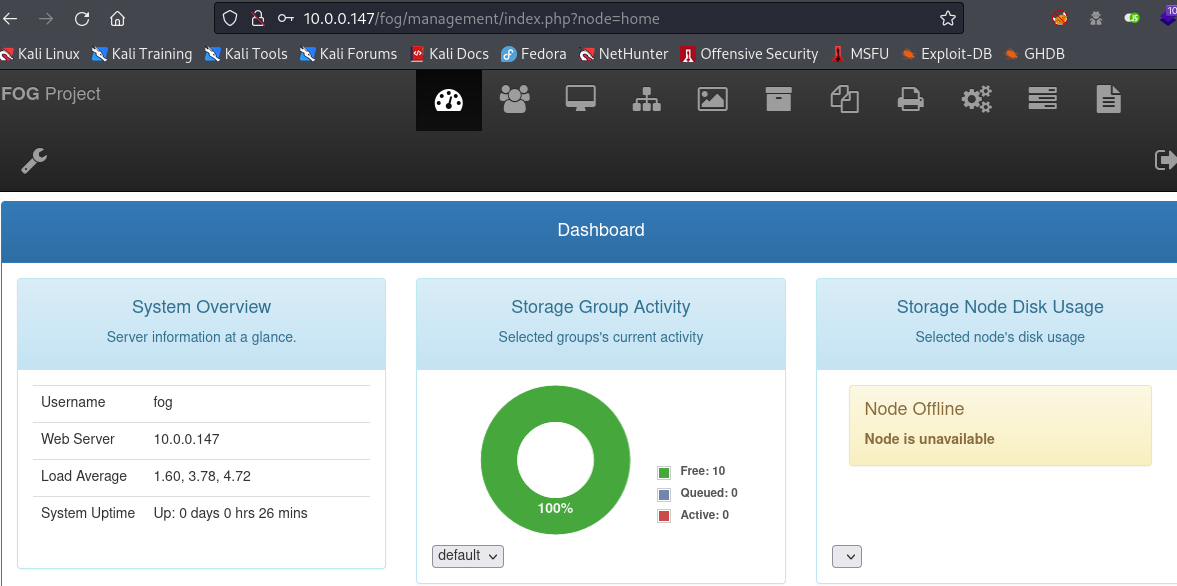 10.0.0.147/fog/management/index.php?node=home
10
Kali Linux Kali Training Kali Tools Kali Forums Kali Docs Fedora NetHunter Offensive Security MSFU Exploit-DB GHDB
FOG Project
Dashboard
System Overview
Server information at a glance.
Username fog
Web Server 10.0.0.147
Load Average 1.60, 3.78, 4.72
System Uptime Up: 0 days 0 hrs 26 mins
Storage Group Activity
Selected groups's current activity
100%
Free: 10
Queued: 0
Active: 0
default
Storage Node Disk Usage
Selected node's disk usage
Node Offline
Node is unavailable